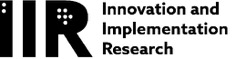 IIR
Innovation and
Implementation
Research